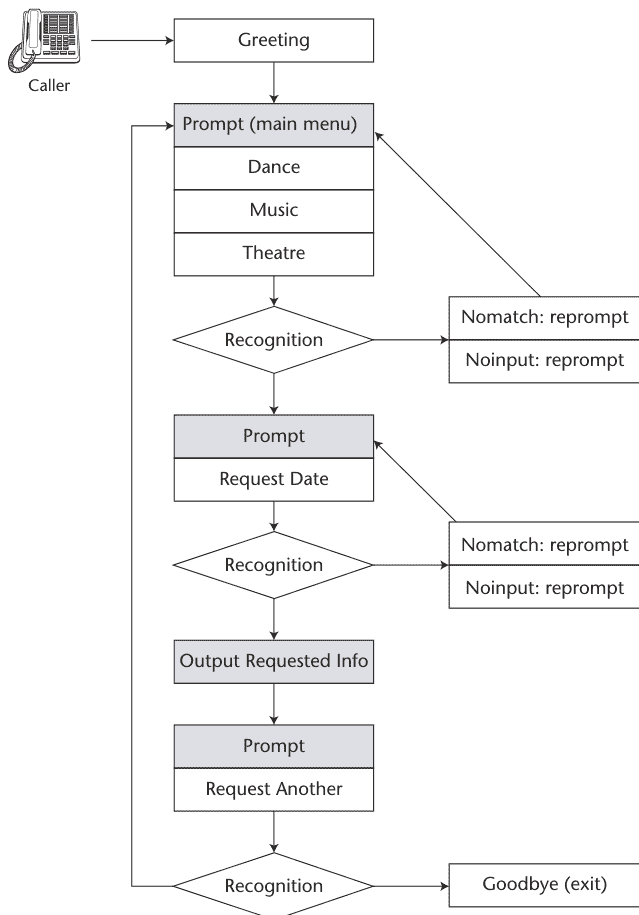 Greeting
Caller
Prompt (main menu)
Dance
Music
Theatre
Recognition
Nomatch: reprompt
Noinput: reprompt
Prompt
Request Date
Recognition
Nomatch: reprompt
Noinput: reprompt
Output Requested Info
Prompt
Request Another
Recognition
Goodbye (exit)